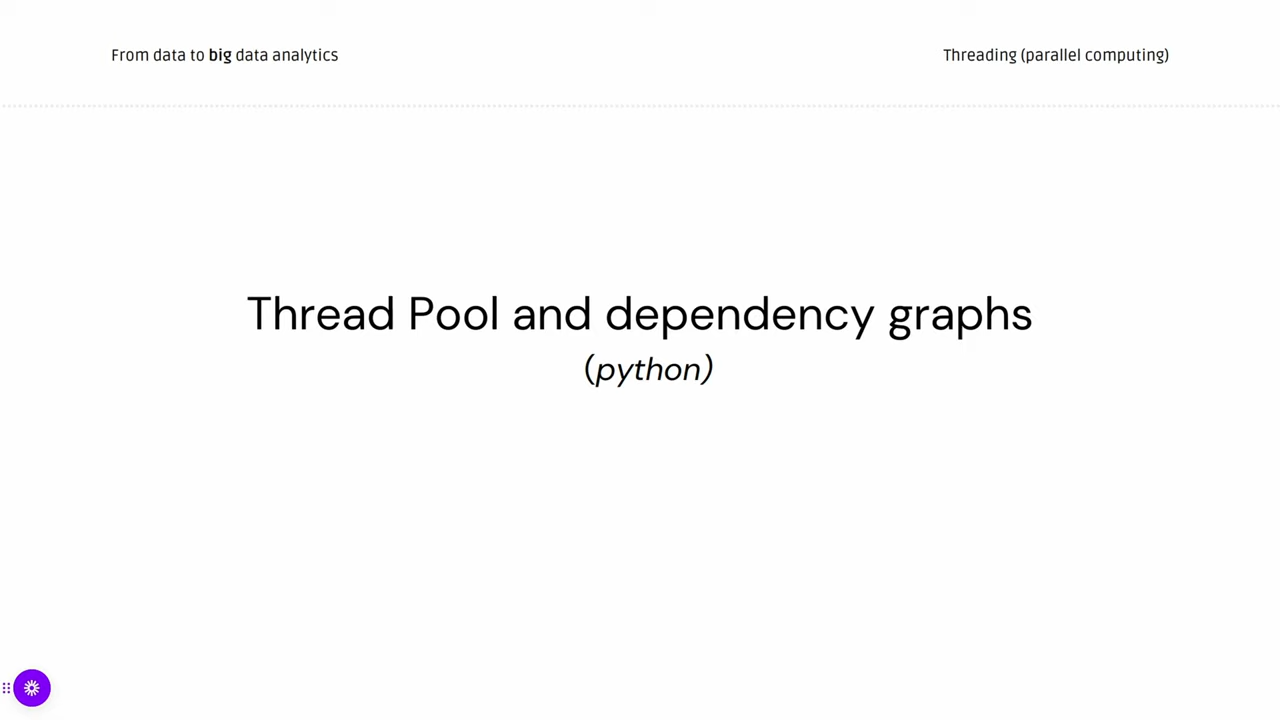 From data to big data analytics
Threading (parallel computing)
Thread Pool and dependency graphs
(python)